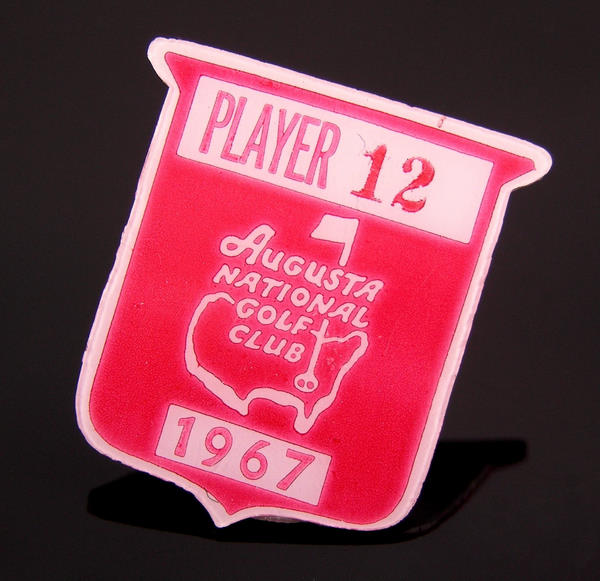 PLAYER 12
AUGUSTA
NATIONAL
GOLF
CLUB
1967